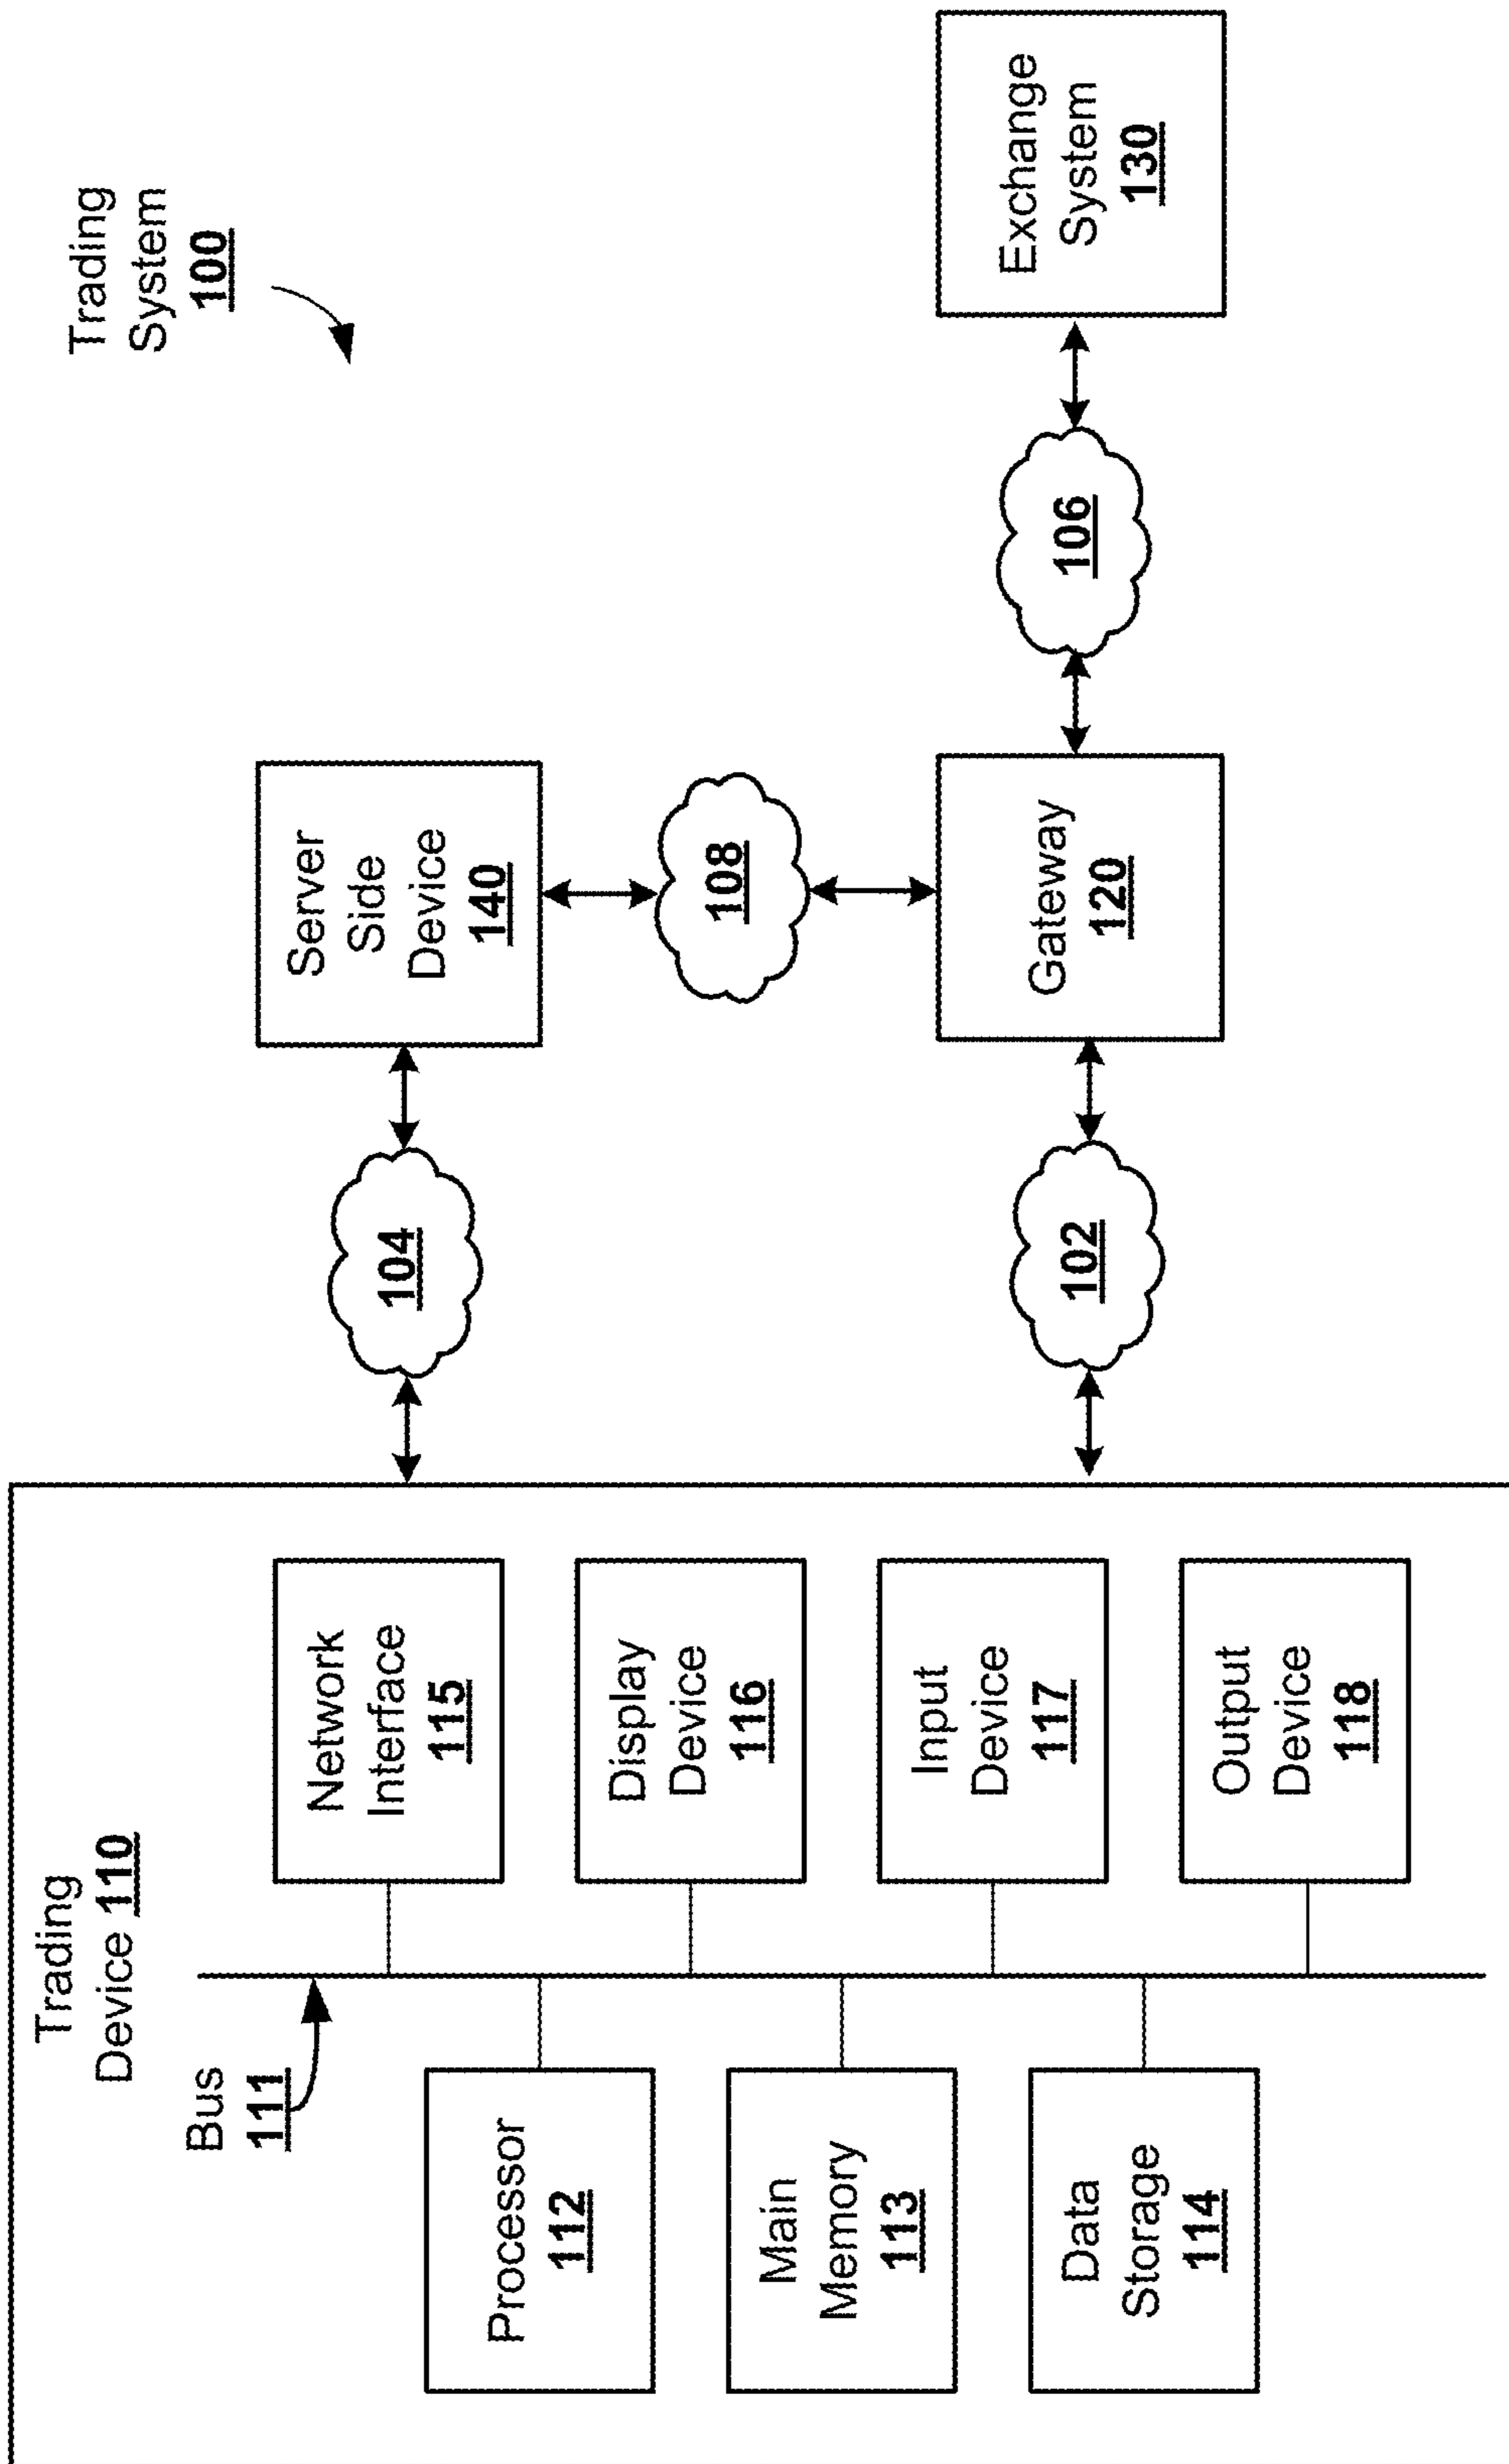 Trading
System
100
Trading
Device 110
Bus
111
Processor
112
Main
Memory
113
Data
Storage
114
Network
Interface
115
Display
Device
116
Input
Device
117
Output
Device
118
104
Server
Side
Device
140
108
102
Gateway
120
106
Exchange
System
130